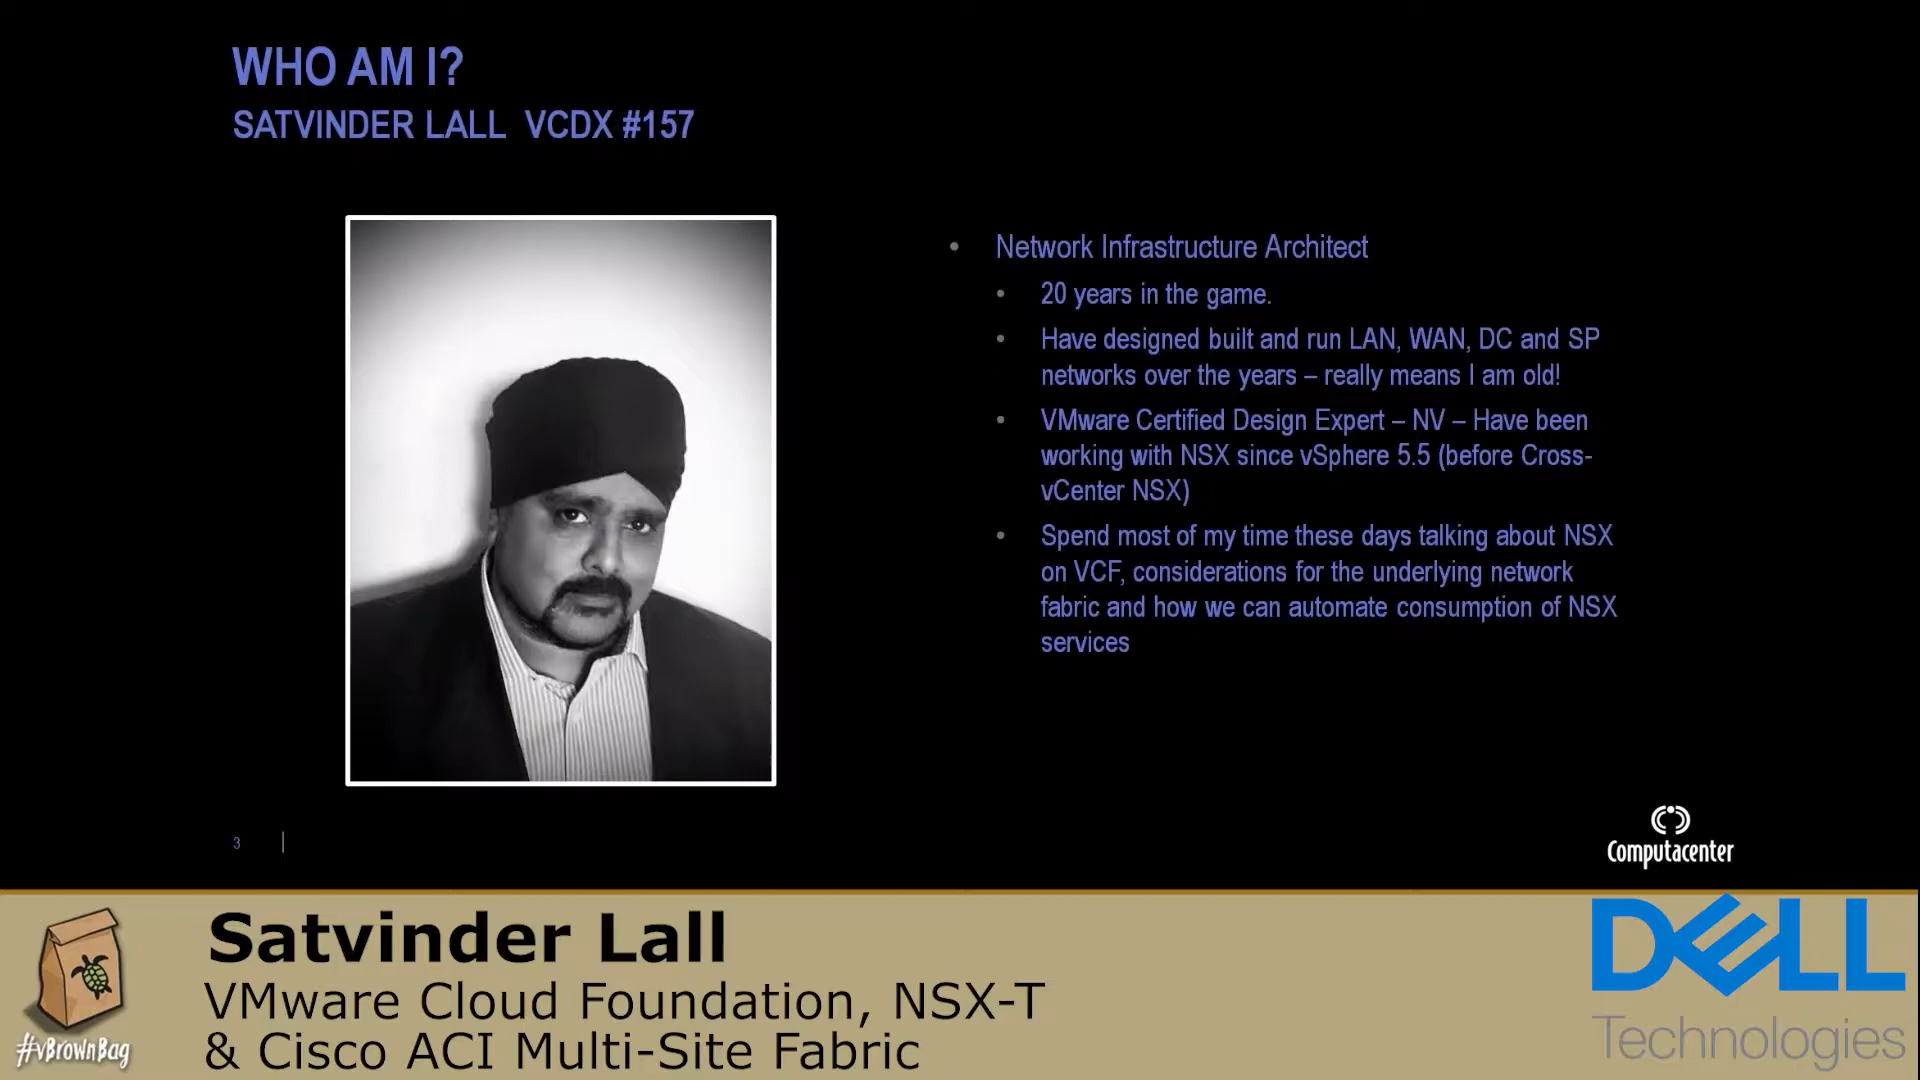 WHO AM I?
SATVINDER LALL VCDX #157
• Network Infrastructure Architect
• 20 years in the game.
• Have designed built and run LAN, WAN, DC and SP
networks over the years – really means I am old!
• VMware Certified Design Expert – NV – Have been
working with NSX since vSphere 5.5 (before Cross-
vCenter NSX)
• Spend most of my time these days talking about NSX
on VCF, considerations for the underlying network
fabric and how we can automate consumption of NSX
services
3
Computacenter
#vBrownBag
Satvinder Lall
VMware Cloud Foundation, NSX-T
& Cisco ACI Multi-Site Fabric
DELL
Technologies